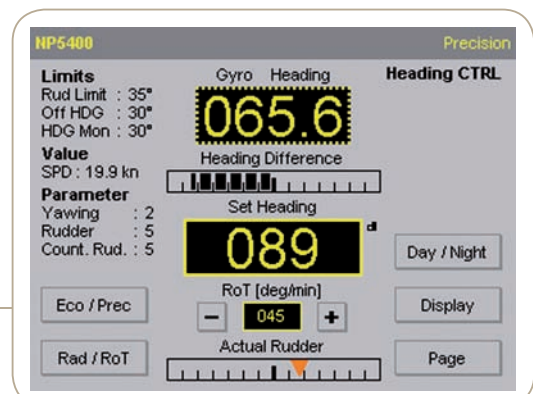 NP5400 Precision
Limits
Rud Limit : 35°
Off HDG : 30°
HDG Mon : 30°
Value
SPD : 19.9 kn
Parameter
Yawing : 2
Rudder : 5
Count. Rud. : 5
Eco / Prec
Rad / RoT
Gyro Heading
065.6
Heading Difference
Set Heading
089
RoT [deg/min]
− 045 +
Actual Rudder
Heading CTRL
Day / Night
Display
Page